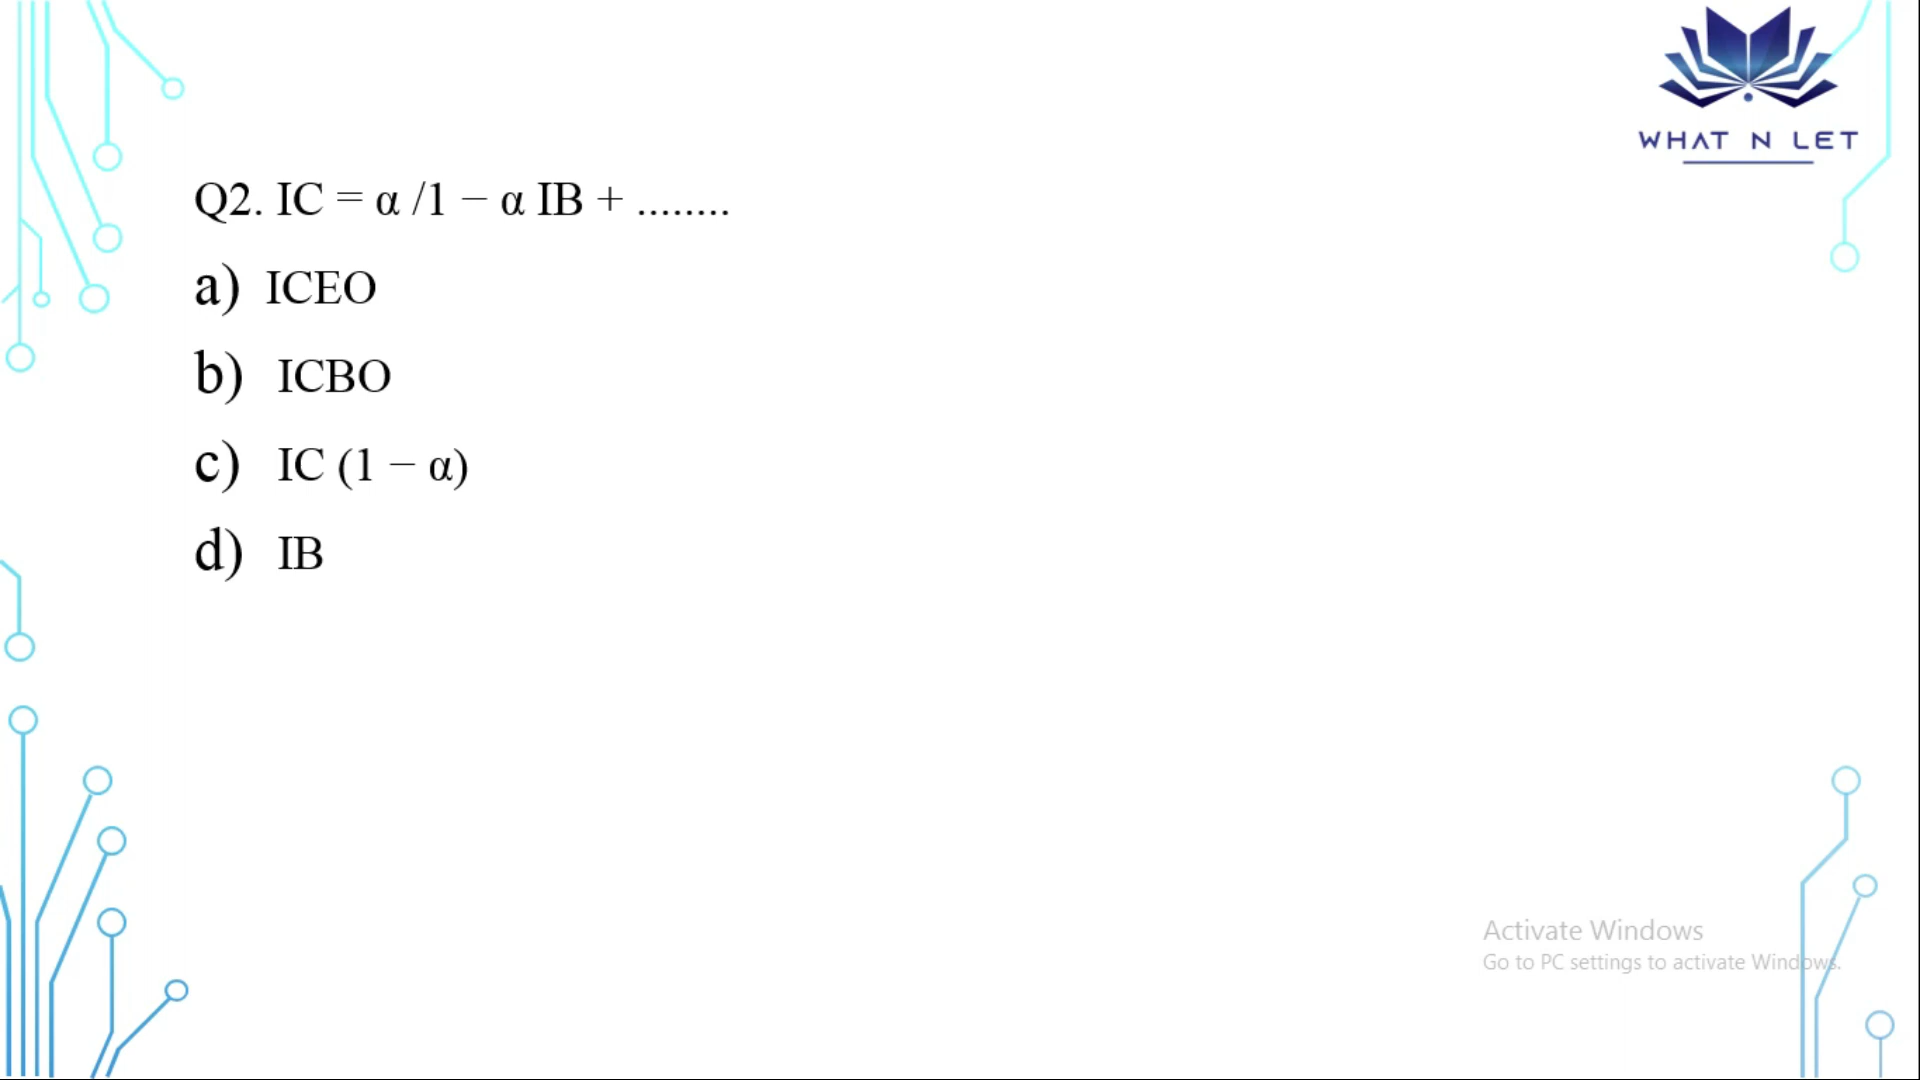 WHAT N LET
Q2. IC = α /1 − α IB + ........
a) ICEO
b) ICBO
c) IC (1 − α)
d) IB
Activate Windows
Go to PC settings to activate Windows.